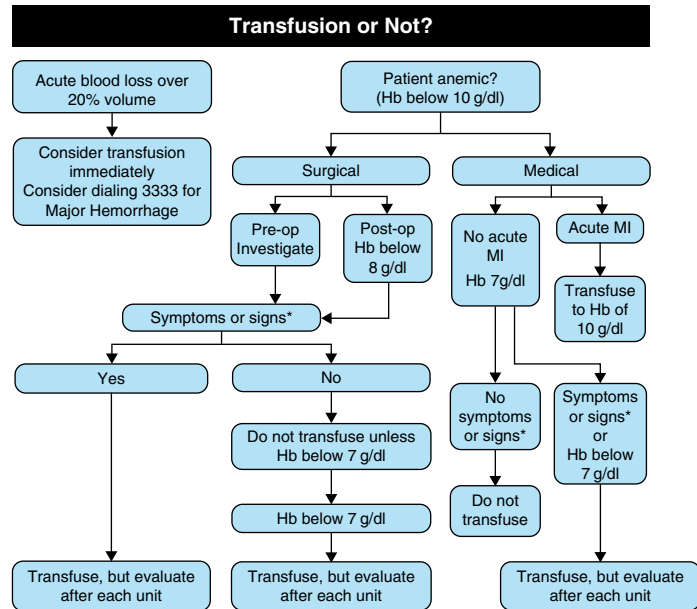 Transfusion or Not?
Acute blood loss over
20% volume
Consider transfusion
immediately
Consider dialing 3333 for
Major Hemorrhage
Patient anemic?
(Hb below 10 g/dl)
Surgical
Medical
Pre-op
Investigate
Post-op
Hb below
8 g/dl
No acute
MI
Hb 7g/dl
Acute MI
Transfuse
to Hb of
10 g/dl
Symptoms or signs*
Yes
No
No
symptoms
or signs*
Symptoms
or signs*
or
Hb below
7 g/dl
Do not transfuse unless
Hb below 7 g/dl
Hb below 7 g/dl
Do not
transfuse
Transfuse, but evaluate
after each unit
Transfuse, but evaluate
after each unit
Transfuse, but evaluate
after each unit